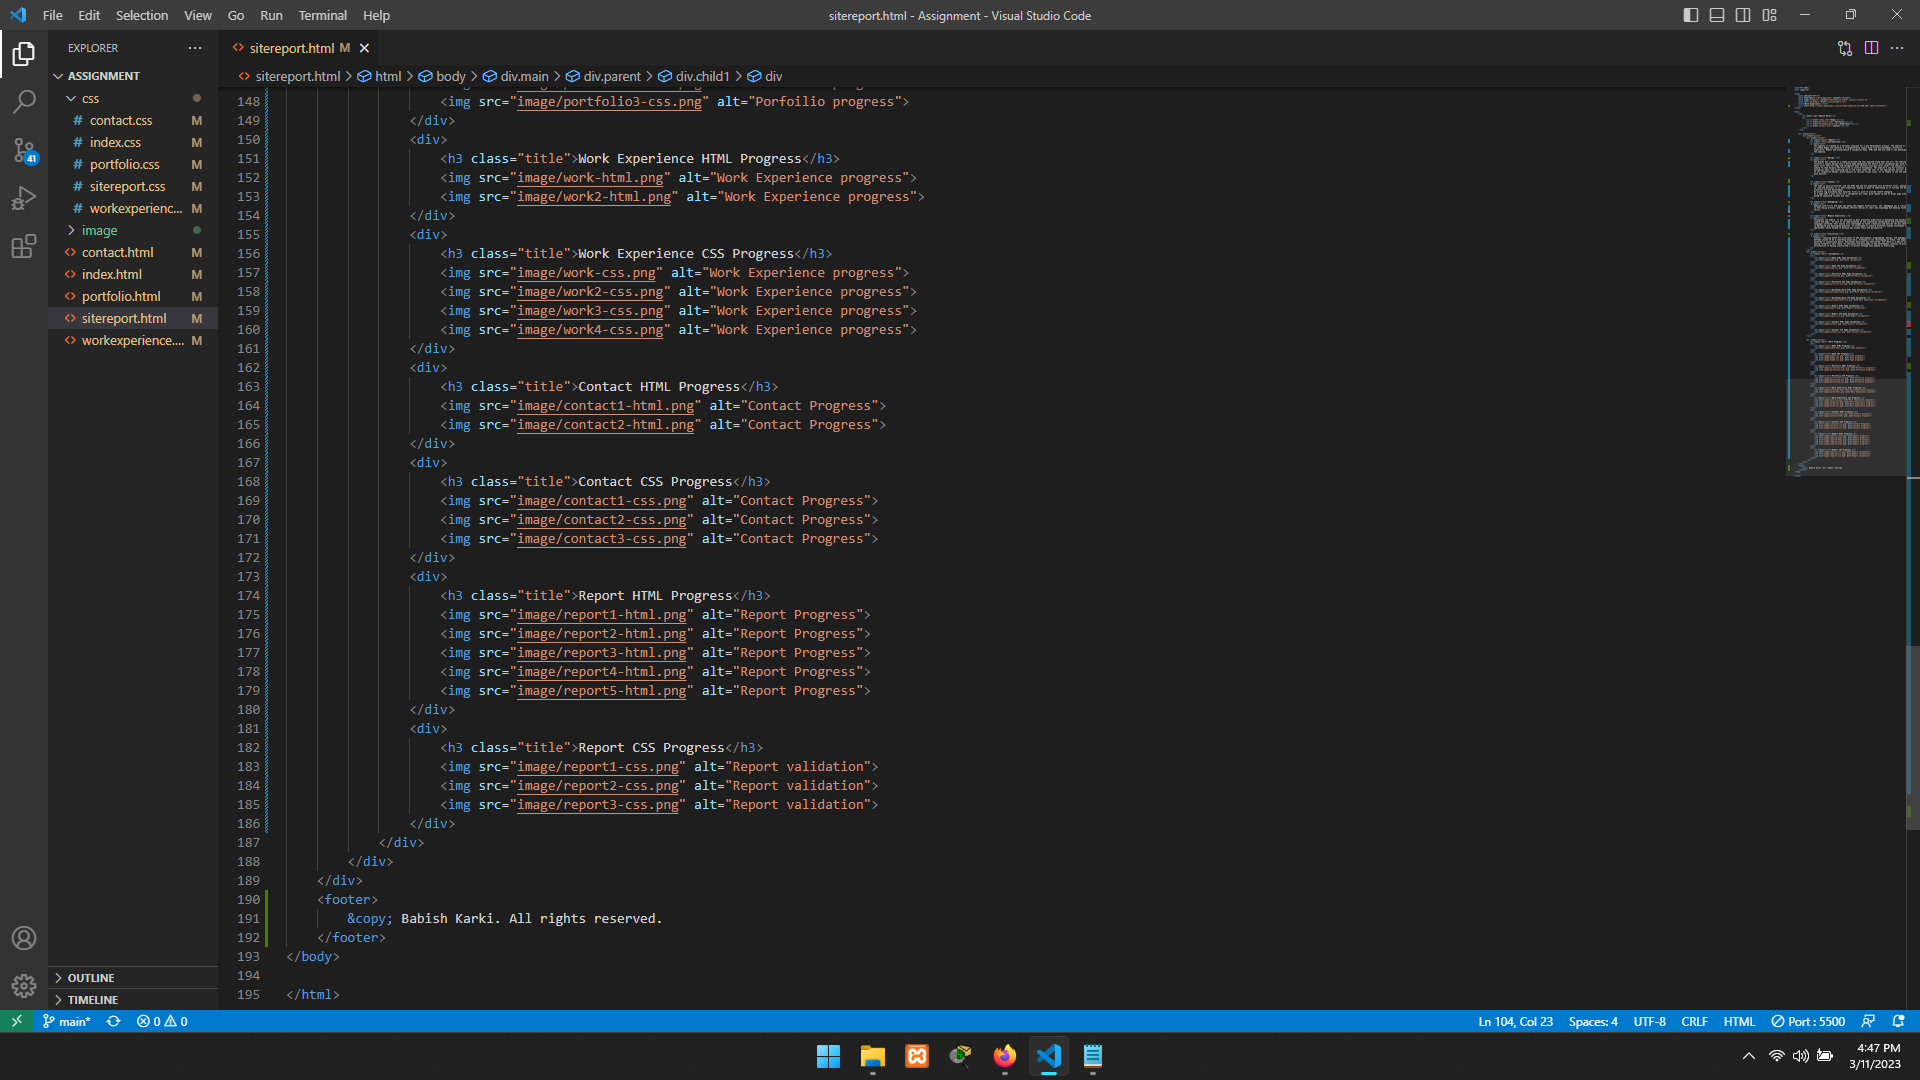 File Edit Selection View Go Run Terminal Help
sitereport.html - Assignment - Visual Studio Code
EXPLORER
ASSIGNMENT
css
# contact.css M
# index.css M
# portfolio.css M
# sitereport.css M
# workexperienc... M
image
<> contact.html M
<> index.html M
<> portfolio.html M
<> sitereport.html M
<> workexperience.... M
41
OUTLINE
TIMELINE
<> sitereport.html M
<> sitereport.html > html > body > div.main > div.parent > div.child1 > div
148 <img src="image/portfolio3-css.png" alt="Porfoilio progress">
149 </div>
150 <div>
151 <h3 class="title">Work Experience HTML Progress</h3>
152 <img src="image/work-html.png" alt="Work Experience progress">
153 <img src="image/work2-html.png" alt="Work Experience progress">
154 </div>
155 <div>
156 <h3 class="title">Work Experience CSS Progress</h3>
157 <img src="image/work-css.png" alt="Work Experience progress">
158 <img src="image/work2-css.png" alt="Work Experience progress">
159 <img src="image/work3-css.png" alt="Work Experience progress">
160 <img src="image/work4-css.png" alt="Work Experience progress">
161 </div>
162 <div>
163 <h3 class="title">Contact HTML Progress</h3>
164 <img src="image/contact1-html.png" alt="Contact Progress">
165 <img src="image/contact2-html.png" alt="Contact Progress">
166 </div>
167 <div>
168 <h3 class="title">Contact CSS Progress</h3>
169 <img src="image/contact1-css.png" alt="Contact Progress">
170 <img src="image/contact2-css.png" alt="Contact Progress">
171 <img src="image/contact3-css.png" alt="Contact Progress">
172 </div>
173 <div>
174 <h3 class="title">Report HTML Progress</h3>
175 <img src="image/report1-html.png" alt="Report Progress">
176 <img src="image/report2-html.png" alt="Report Progress">
177 <img src="image/report3-html.png" alt="Report Progress">
178 <img src="image/report4-html.png" alt="Report Progress">
179 <img src="image/report5-html.png" alt="Report Progress">
180 </div>
181 <div>
182 <h3 class="title">Report CSS Progress</h3>
183 <img src="image/report1-css.png" alt="Report validation">
184 <img src="image/report2-css.png" alt="Report validation">
185 <img src="image/report3-css.png" alt="Report validation">
186 </div>
187 </div>
188 </div>
189 </div>
190 <footer>
191 &copy; Babish Karki. All rights reserved.
192 </footer>
193 </body>
194
195 </html>
main* 0 0
Ln 104, Col 23 Spaces: 4 UTF-8 CRLF HTML Port : 5500
4:47 PM
3/11/2023